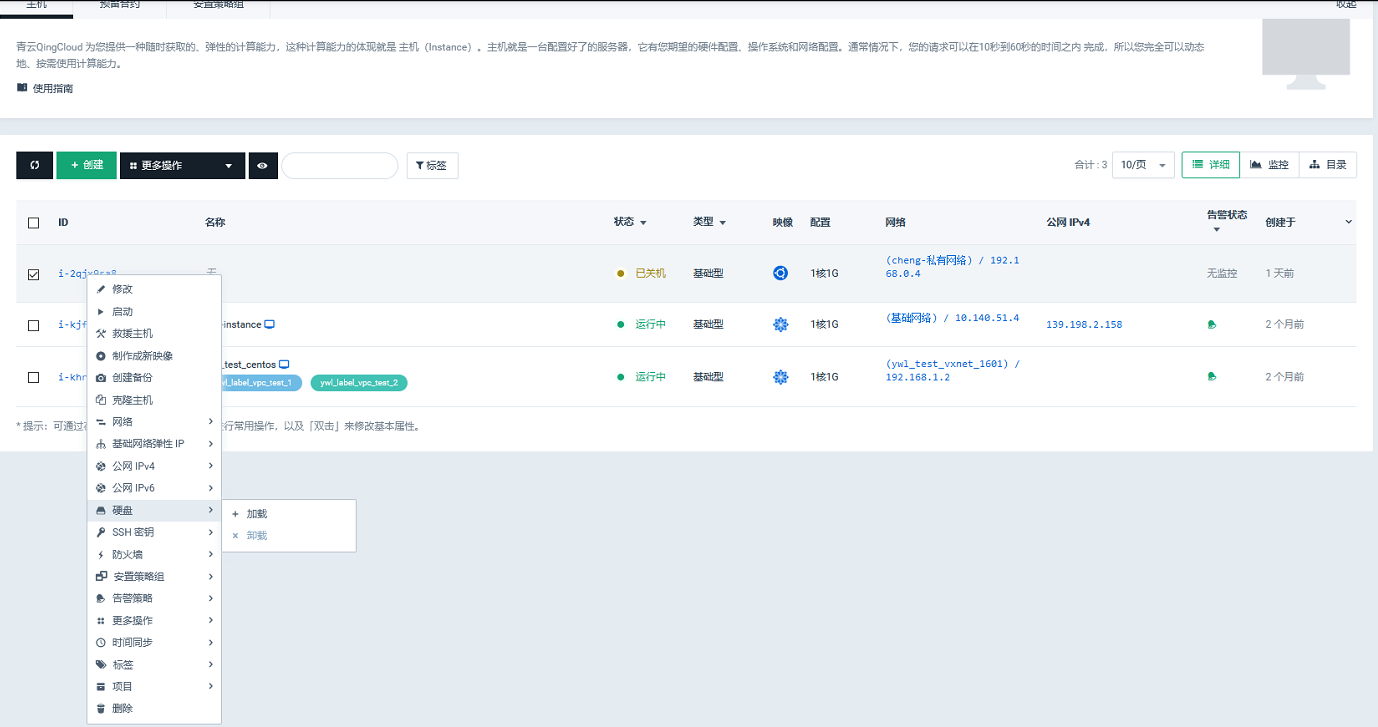 主机 预留合约 安置策略组 收起
青云QingCloud 为您提供一种随时获取的、弹性的计算能力，这种计算能力的体现就是 主机（Instance）。主机就是一台配置好了的服务器，它有您期望的硬件配置、操作系统和网络配置。通常情况下，您的请求可以在10秒到60秒的时间之内 完成，所以您完全可以动态
地、按需使用计算能力。
使用指南
+ 创建 更多操作 标签 合计 : 3 10/页 详细 监控 目录
ID 名称 状态 类型 映像 配置 网络 公网 IPv4 告警状态 创建于
无 已关机 基础型 1核1G (cheng-私有网络) / 192.1
68.0.4 无监控 1 天前
i-kjf -instance 运行中 基础型 1核1G (基础网络) / 10.140.51.4 139.198.2.158 2 个月前
i-khr _test_centos 运行中 基础型 1核1G (ywl_test_vxnet_1601) /
192.168.1.2 2 个月前
wl_label_vpc_test_1 ywl_label_vpc_test_2
* 提示：可通过 行常用操作，以及「双击」来修改基本属性。
修改
启动
救援主机
制作成新映像
创建备份
克隆主机
网络
基础网络弹性 IP
公网 IPv4
公网 IPv6
硬盘
SSH 密钥
防火墙
安置策略组
告警策略
更多操作
时间同步
标签
项目
删除
+ 加载
× 卸载